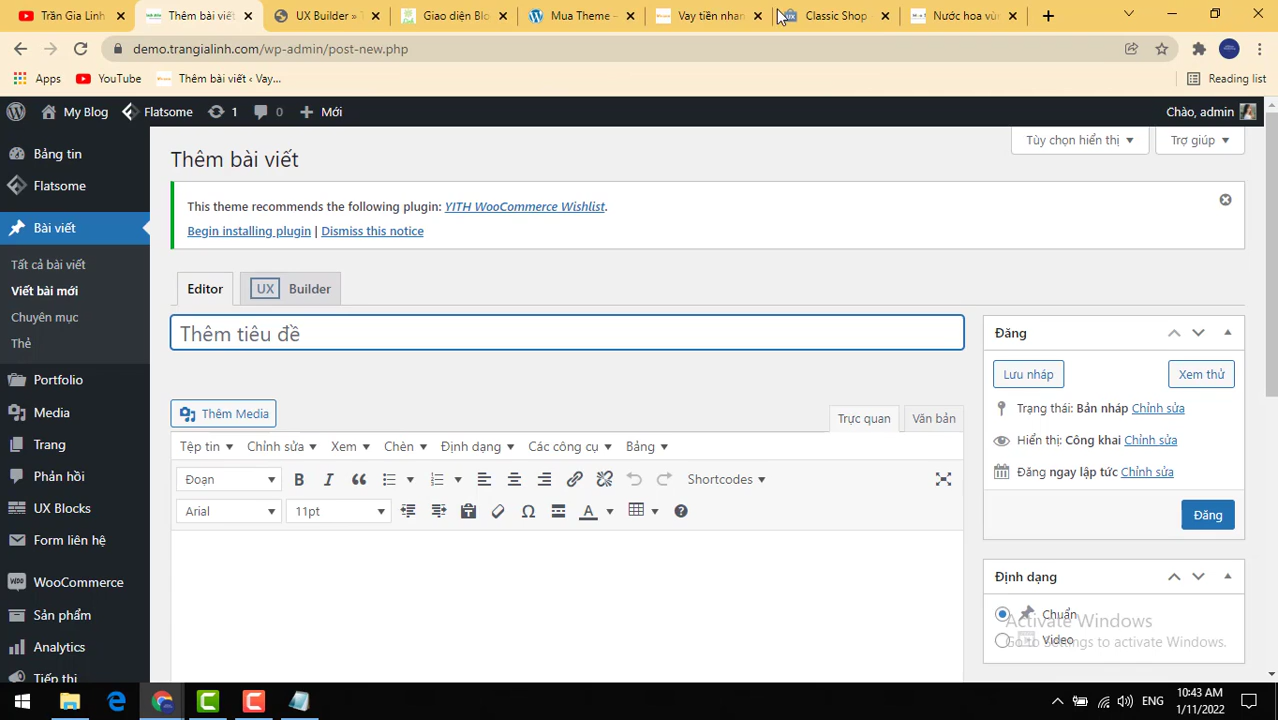 Trần Gia Linh
Thêm bài viết
UX Builder » T
Giao diện Blo
Mua Theme –
Vay tiền nhan
Classic Shop
Nước hoa vù
demo.trangialinh.com/wp-admin/post-new.php
Apps
YouTube
Thêm bài viết ‹ Vay...
Reading list
My Blog
Flatsome
1
0
Mới
Chào, admin
Bảng tin
Flatsome
Bài viết
Tất cả bài viết
Viết bài mới
Chuyên mục
Thẻ
Portfolio
Media
Trang
Phản hồi
UX Blocks
Form liên hệ
WooCommerce
Sản phẩm
Analytics
Tiếp thị
Tùy chọn hiển thị
Trợ giúp
Thêm bài viết
This theme recommends the following plugin: YITH WooCommerce Wishlist.
Begin installing plugin | Dismiss this notice
Editor
UX Builder
Thêm tiêu đề
Thêm Media
Trực quan
Văn bản
Tệp tin
Chỉnh sửa
Xem
Chèn
Định dạng
Các công cụ
Bảng
Đoạn
Shortcodes
Arial
11pt
Đăng
Lưu nháp
Xem thử
Trạng thái: Bản nháp Chỉnh sửa
Hiển thị: Công khai Chỉnh sửa
Đăng ngay lập tức Chỉnh sửa
Đăng
Định dạng
Chuẩn
Video
Activate Windows
Go to Settings to activate Windows.
ENG
10:43 AM
1/11/2022